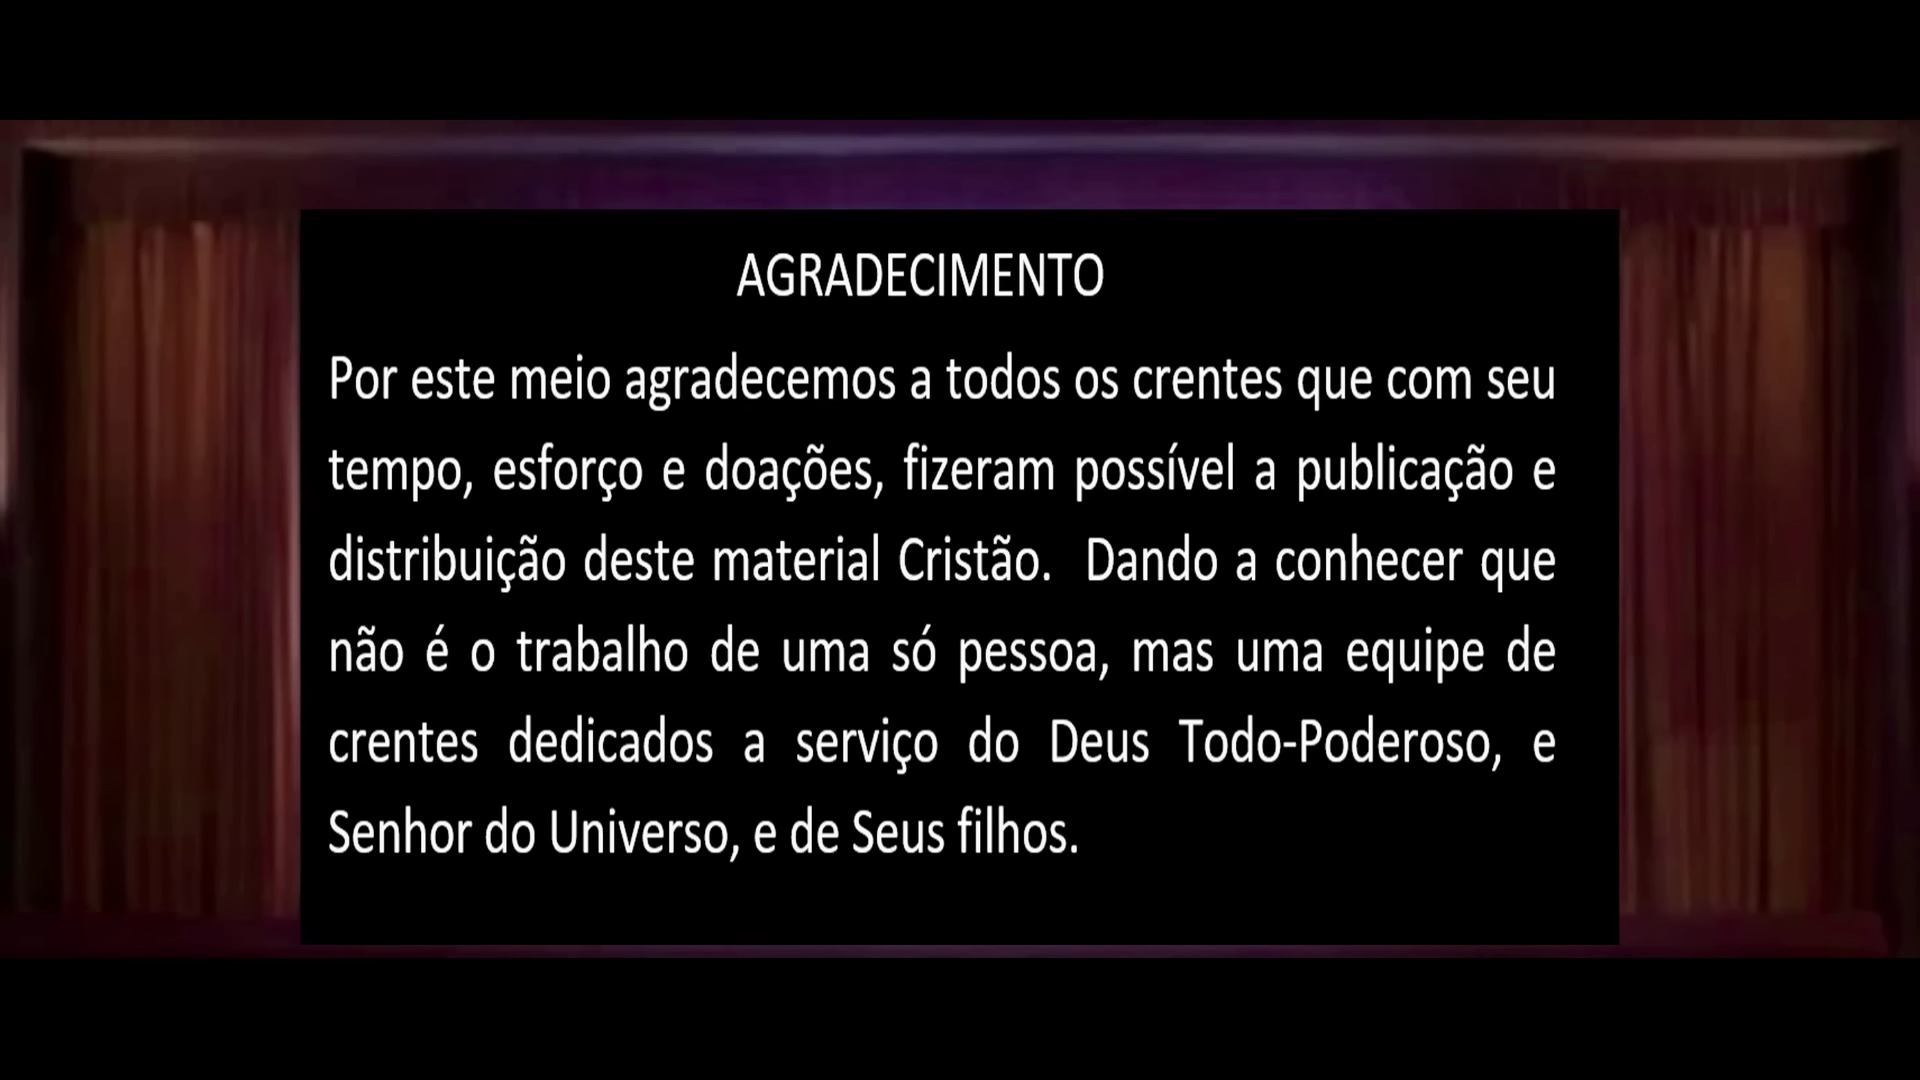 AGRADECIMENTO
Por este meio agradecemos a todos os crentes que com seu
tempo, esforço e doações, fizeram possível a publicação e
distribuição deste material Cristão.  Dando a conhecer que
não é o trabalho de uma só pessoa, mas uma equipe de
crentes dedicados a serviço do Deus Todo-Poderoso, e
Senhor do Universo, e de Seus filhos.